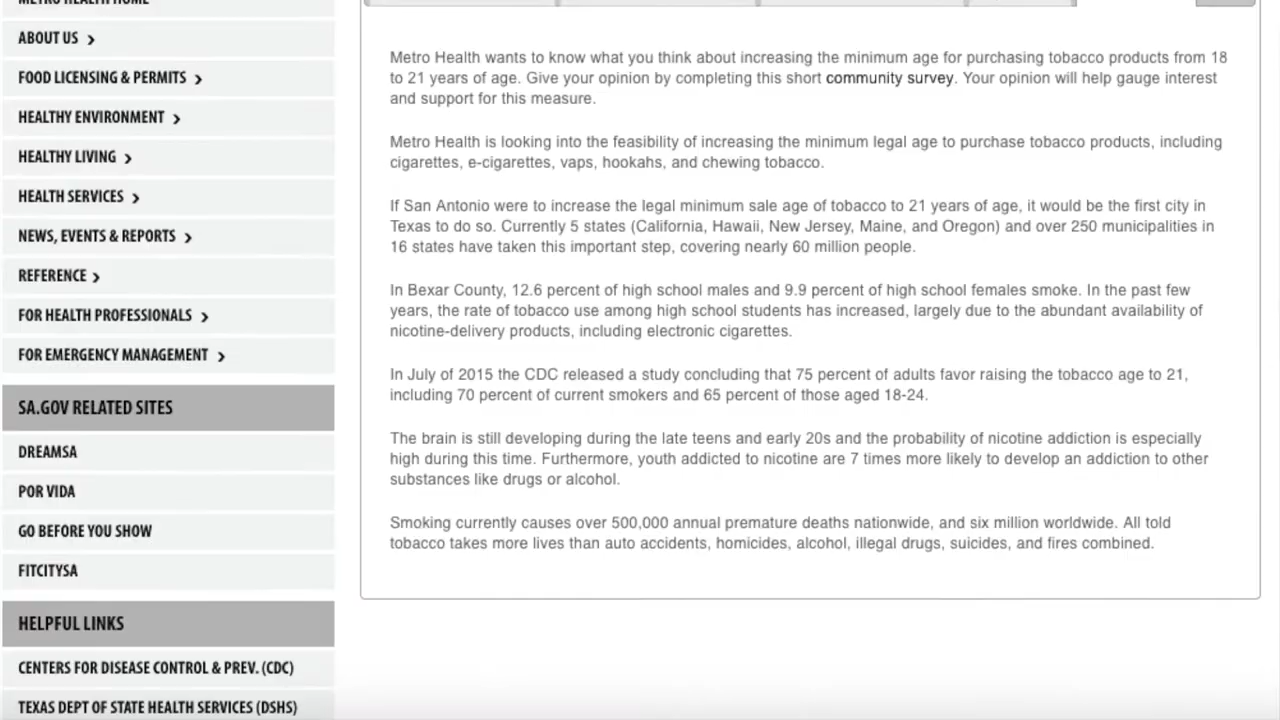 METRO HEALTH HOME
ABOUT US
FOOD LICENSING & PERMITS
HEALTHY ENVIRONMENT
HEALTHY LIVING
HEALTH SERVICES
NEWS, EVENTS & REPORTS
REFERENCE
FOR HEALTH PROFESSIONALS
FOR EMERGENCY MANAGEMENT
SA.GOV RELATED SITES
DREAMSA
POR VIDA
GO BEFORE YOU SHOW
FITCITYSA
HELPFUL LINKS
CENTERS FOR DISEASE CONTROL & PREV. (CDC)
TEXAS DEPT OF STATE HEALTH SERVICES (DSHS)
Metro Health wants to know what you think about increasing the minimum age for purchasing tobacco products from 18
to 21 years of age. Give your opinion by completing this short community survey. Your opinion will help gauge interest
and support for this measure.
Metro Health is looking into the feasibility of increasing the minimum legal age to purchase tobacco products, including
cigarettes, e-cigarettes, vaps, hookahs, and chewing tobacco.
If San Antonio were to increase the legal minimum sale age of tobacco to 21 years of age, it would be the first city in
Texas to do so. Currently 5 states (California, Hawaii, New Jersey, Maine, and Oregon) and over 250 municipalities in
16 states have taken this important step, covering nearly 60 million people.
In Bexar County, 12.6 percent of high school males and 9.9 percent of high school females smoke. In the past few
years, the rate of tobacco use among high school students has increased, largely due to the abundant availability of
nicotine-delivery products, including electronic cigarettes.
In July of 2015 the CDC released a study concluding that 75 percent of adults favor raising the tobacco age to 21,
including 70 percent of current smokers and 65 percent of those aged 18-24.
The brain is still developing during the late teens and early 20s and the probability of nicotine addiction is especially
high during this time. Furthermore, youth addicted to nicotine are 7 times more likely to develop an addiction to other
substances like drugs or alcohol.
Smoking currently causes over 500,000 annual premature deaths nationwide, and six million worldwide. All told
tobacco takes more lives than auto accidents, homicides, alcohol, illegal drugs, suicides, and fires combined.